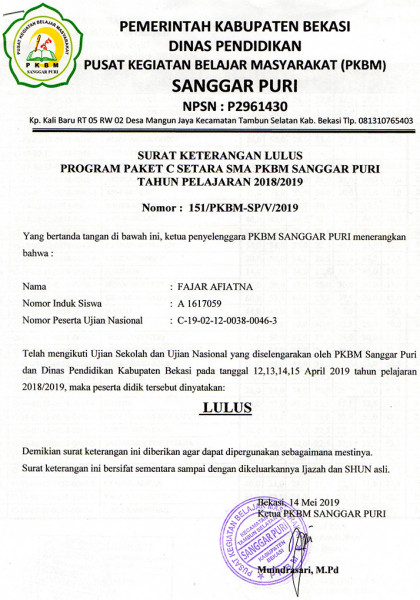 PEMERINTAH KABUPATEN BEKASI
DINAS PENDIDIKAN
PUSAT KEGIATAN BELAJAR MASYARAKAT (PKBM)
SANGGAR PURI
NPSN : P2961430
Kp. Kali Baru RT 05 RW 02 Desa Mangun Jaya Kecamatan Tambun Selatan Kab. Bekasi Tlp. 081310765403
PUSAT KEGIATAN BELAJAR MASYARAKAT
P K B M
SANGGAR PURI
SURAT KETERANGAN LULUS
PROGRAM PAKET C SETARA SMA PKBM SANGGAR PURI
TAHUN PELAJARAN 2018/2019
Nomor : 151/PKBM-SP/V/2019
Yang bertanda tangan di bawah ini, ketua penyelenggara PKBM SANGGAR PURI menerangkan
bahwa :
Nama : FAJAR AFIATNA
Nomor Induk Siswa : A 1617059
Nomor Peserta Ujian Nasional : C-19-02-12-0038-0046-3
Telah mengikuti Ujian Sekolah dan Ujian Nasional yang diselengarakan oleh PKBM Sanggar Puri
dan Dinas Pendidikan Kabupaten Bekasi pada tanggal 12,13,14,15 April 2019 tahun pelajaran
2018/2019, maka peserta didik tersebut dinyatakan:
LULUS
Demikian surat keterangan ini diberikan agar dapat dipergunakan sebagaimana mestinya.
Surat keterangan ini bersifat sementara sampai dengan dikeluarkannya Ijazah dan SHUN asli.
Bekasi, 14 Mei 2019
Ketua PKBM SANGGAR PURI
PUSAT KEGIATAN BELAJAR MASYARAKAT
KECAMATAN
TAMBUN SELATAN
SANGGAR PURI
KABUPATEN
BEKASI
P K B M
Muindrasari, M.Pd